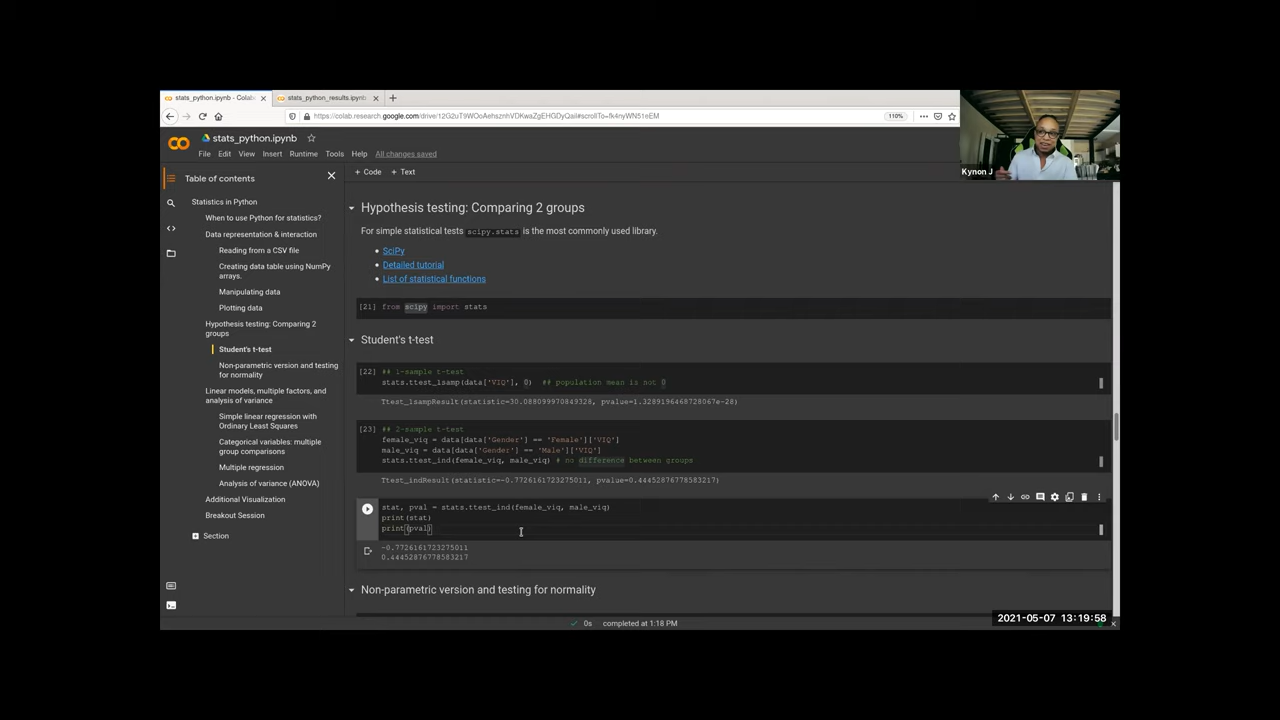 stats_python.ipynb - Colab
stats_python_results.ipynb
110%
Kynon J
stats_python.ipynb
File Edit View Insert Runtime Tools Help All changes saved
Table of contents
+ Code + Text
Statistics in Python
When to use Python for statistics?
Data representation & interaction
Reading from a CSV file
Creating data table using NumPy
arrays.
Manipulating data
Plotting data
Hypothesis testing: Comparing 2
groups
Student's t-test
Non-parametric version and testing
for normality
Linear models, multiple factors, and
analysis of variance
Simple linear regression with
Ordinary Least Squares
Categorical variables: multiple
group comparisons
Multiple regression
Analysis of variance (ANOVA)
Additional Visualization
Breakout Session
Section
Hypothesis testing: Comparing 2 groups
For simple statistical tests scipy.stats is the most commonly used library.
• SciPy
• Detailed tutorial
• List of statistical functions
[21] from scipy import stats
Student's t-test
[22] ## 1-sample t-test
stats.ttest_1samp(data['VIQ'], 0) ## population mean is not 0
Ttest_1sampResult(statistic=30.088099970849328, pvalue=1.3289196468728067e-28)
[23] ## 2-sample t-test
female_viq = data[data['Gender'] == 'Female']['VIQ']
male_viq = data[data['Gender'] == 'Male']['VIQ']
stats.ttest_ind(female_viq, male_viq) # no difference between groups
Ttest_indResult(statistic=-0.7726161723275011, pvalue=0.44452876778583217)
stat, pval = stats.ttest_ind(female_viq, male_viq)
print(stat)
print(pval)
-0.7726161723275011
0.44452876778583217
Non-parametric version and testing for normality
2021-05-07 13:19:58
0s completed at 1:18 PM